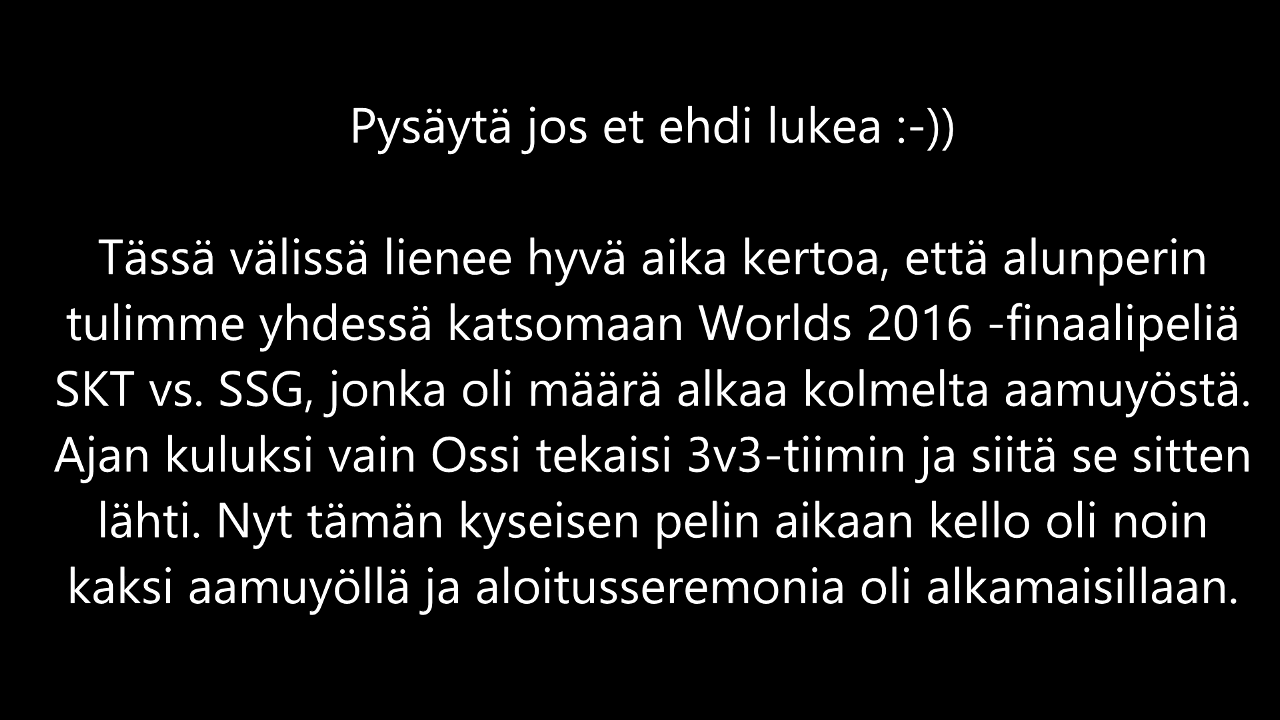 Pysäytä jos et ehdi lukea :-))
Tässä välissä lienee hyvä aika kertoa, että alunperin
tulimme yhdessä katsomaan Worlds 2016 -finaalipeliä
SKT vs. SSG, jonka oli määrä alkaa kolmelta aamuyöstä.
Ajan kuluksi vain Ossi tekaisi 3v3-tiimin ja siitä se sitten
lähti. Nyt tämän kyseisen pelin aikaan kello oli noin
kaksi aamuyöllä ja aloitusseremonia oli alkamaisillaan.